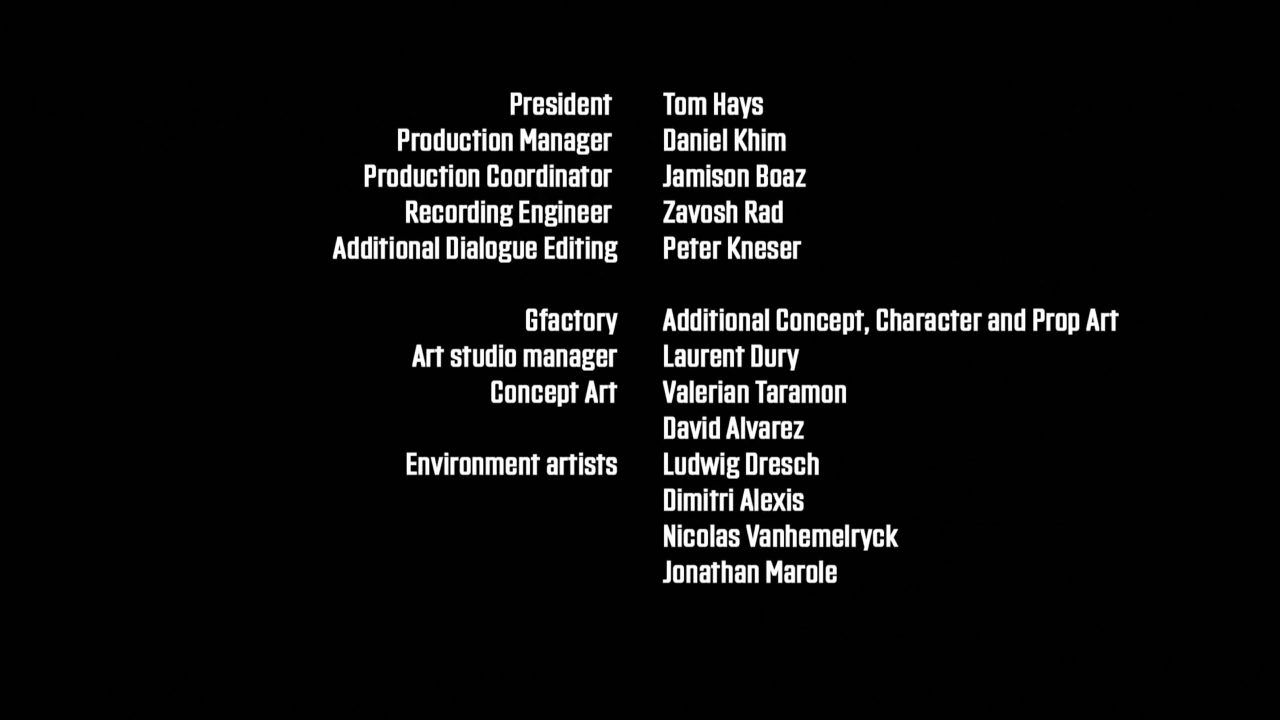 President Tom Hays
Production Manager Daniel Khim
Production Coordinator Jamison Boaz
Recording Engineer Zavosh Rad
Additional Dialogue Editing Peter Kneser
Gfactory Additional Concept, Character and Prop Art
Art studio manager Laurent Dury
Concept Art Valerian Taramon
David Alvarez
Environment artists Ludwig Dresch
Dimitri Alexis
Nicolas Vanhemelryck
Jonathan Marole